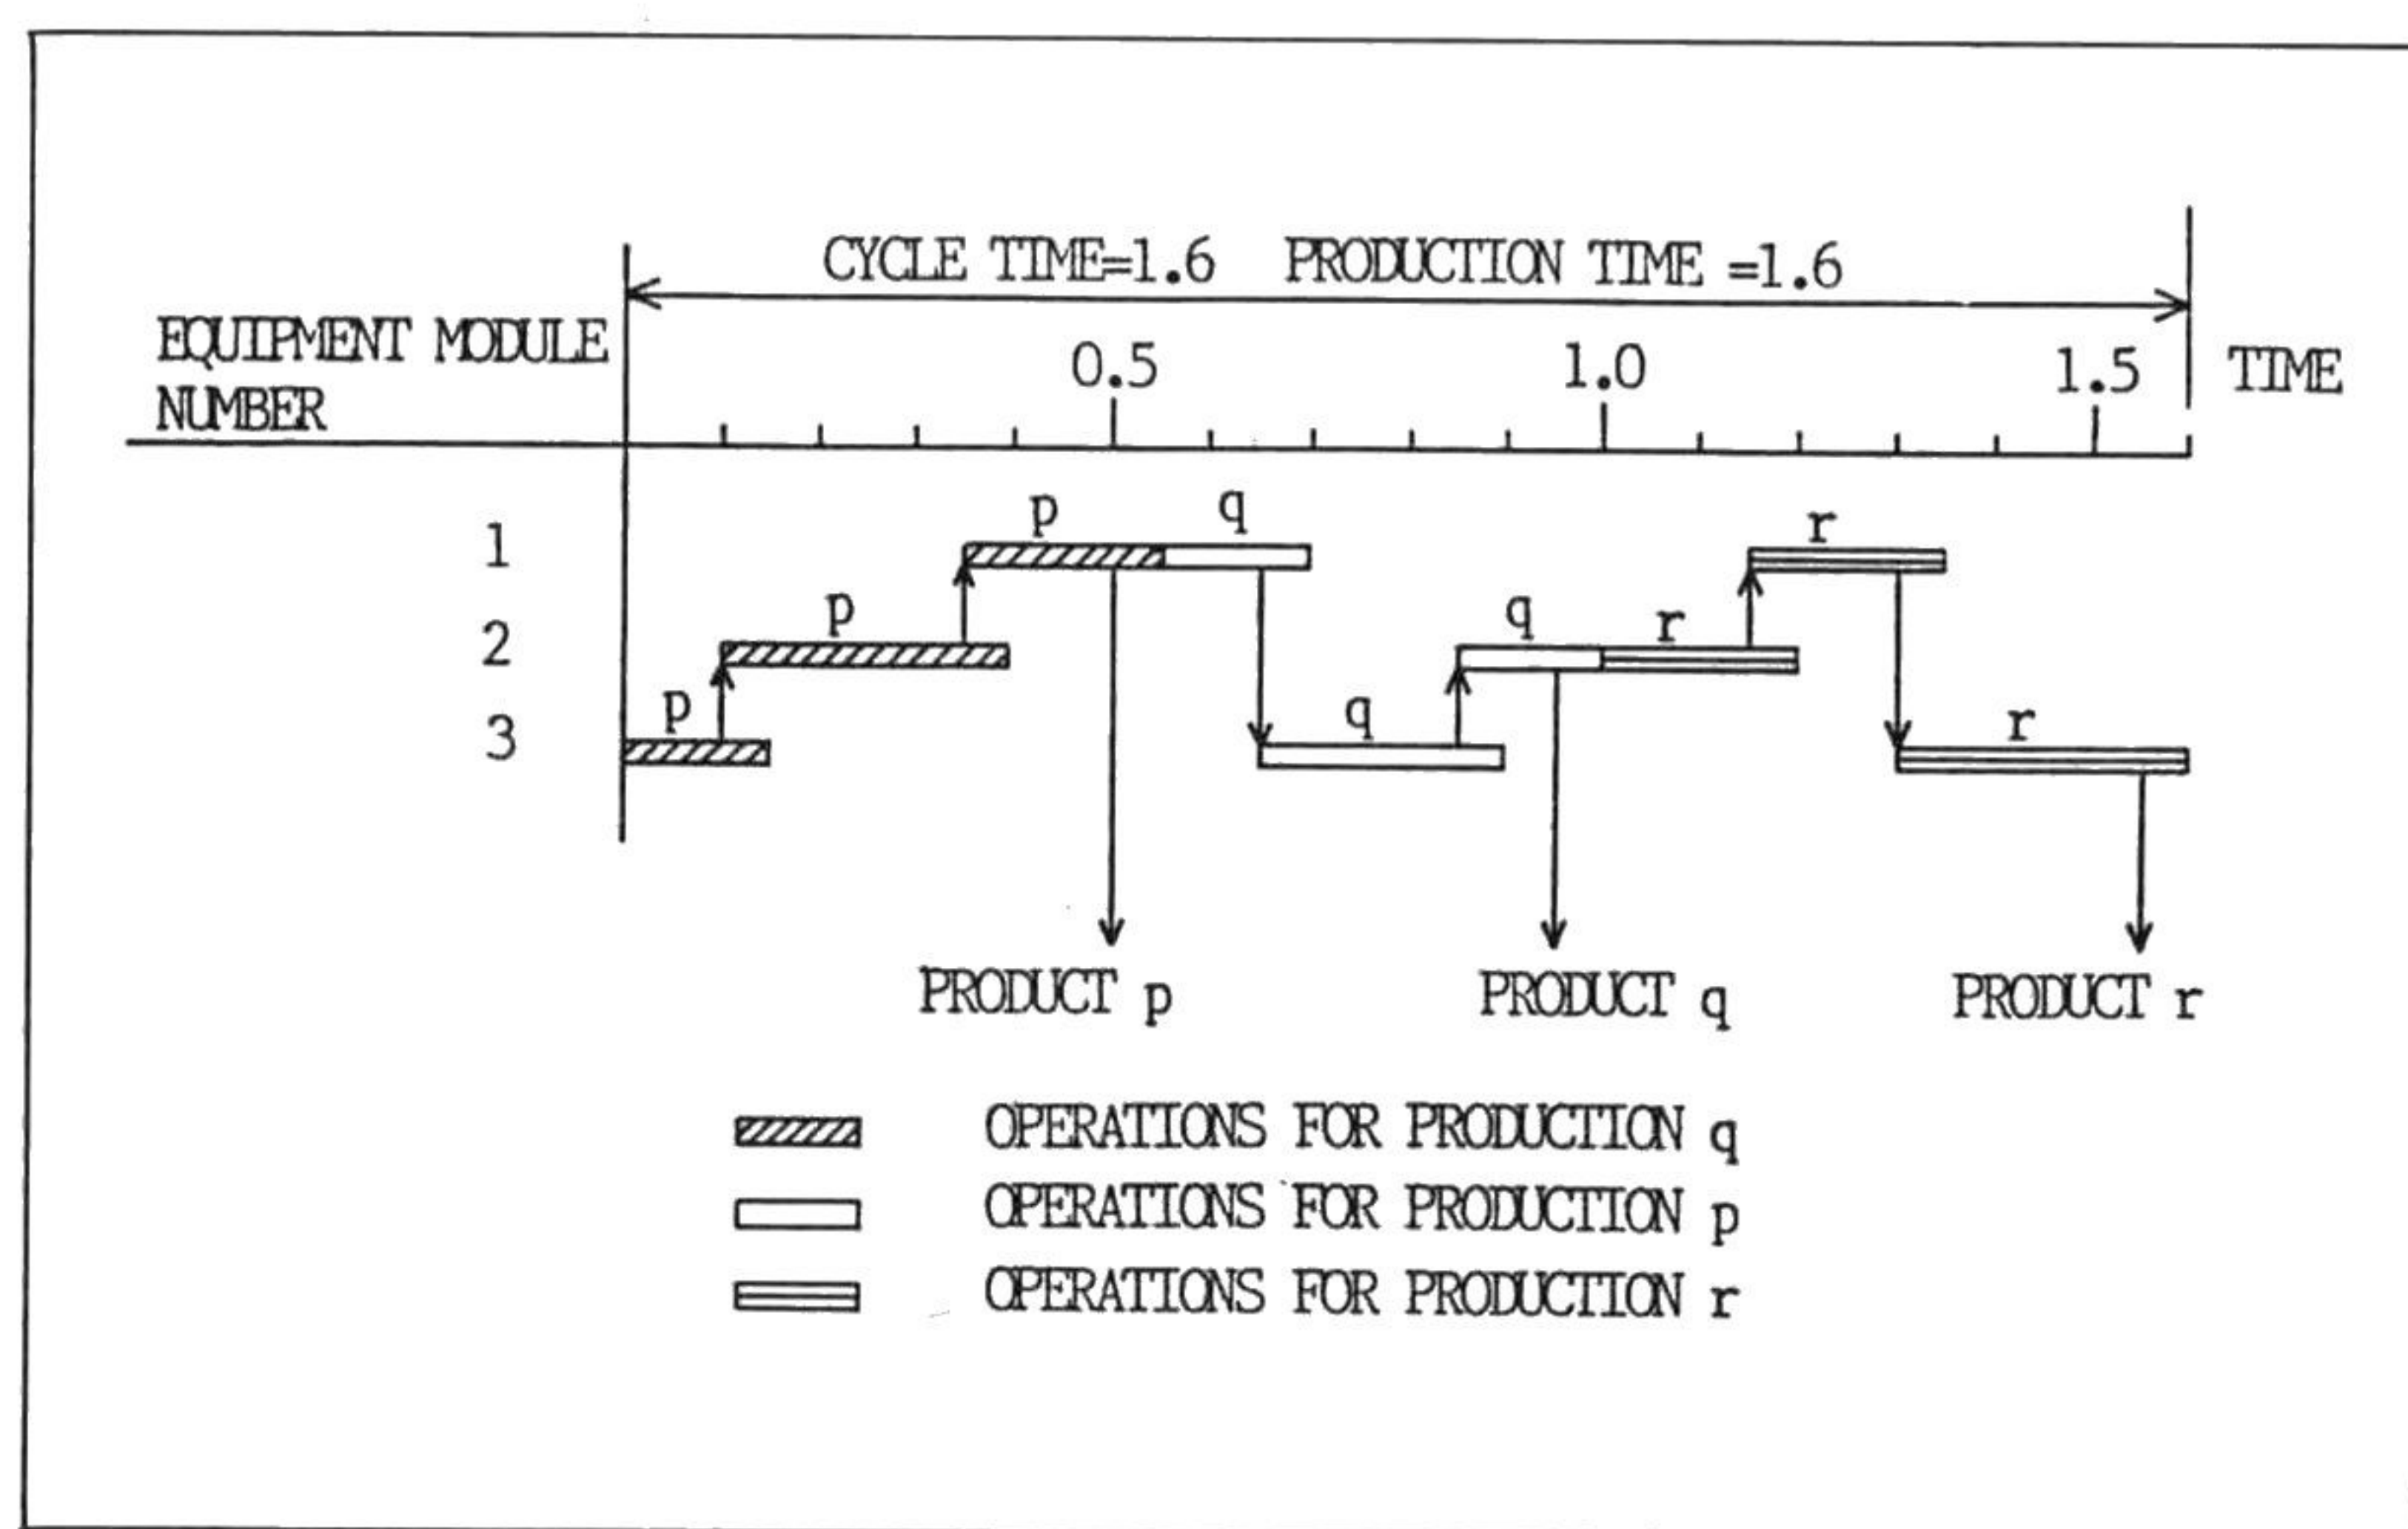 CYCLE TIME=1.6 PRODUCTION TIME =1.6
EQUIPMENT MODULE
NUMBER
0.5 1.0 1.5 TIME
p q r
1
p q r
2
p q r
3
PRODUCT p PRODUCT q PRODUCT r
OPERATIONS FOR PRODUCTION q
OPERATIONS FOR PRODUCTION p
OPERATIONS FOR PRODUCTION r